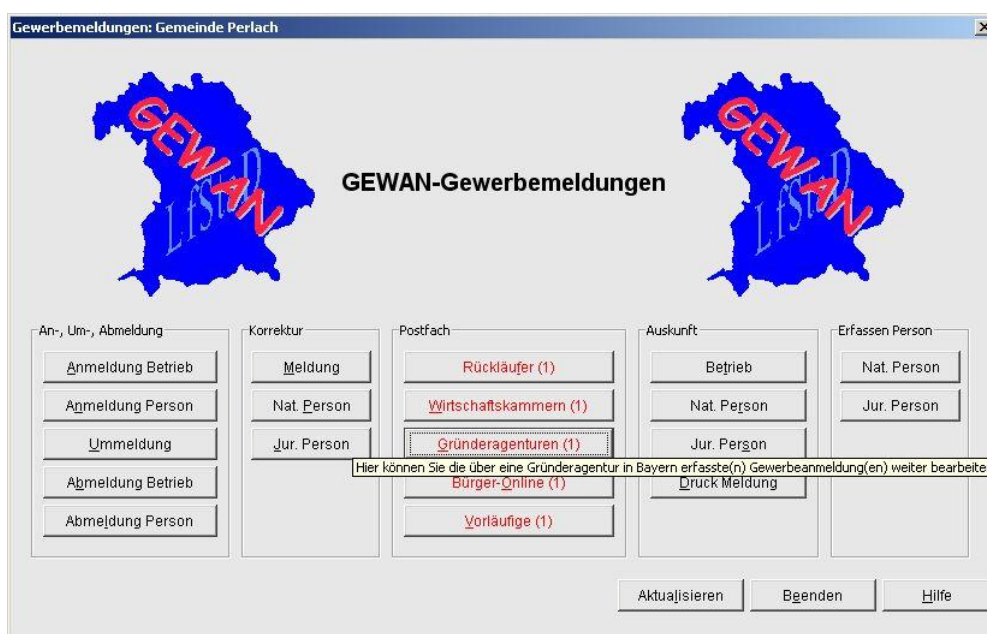 Gewerbemeldungen: Gemeinde Perlach
GEWAN
LfStaD
GEWAN-Gewerbemeldungen
GEWAN
LfStaD
An-, Um-, Abmeldung
Anmeldung Betrieb
Anmeldung Person
Ummeldung
Abmeldung Betrieb
Abmeldung Person
Korrektur
Meldung
Nat. Person
Jur. Person
Postfach
Rückläufer (1)
Wirtschaftskammern (1)
Gründeragenturen (1)
Hier können Sie die über eine Gründeragentur in Bayern erfasste(n) Gewerbeanmeldung(en) weiter bearbeite
Bürger-Online (1)
Vorläufige (1)
Auskunft
Betrieb
Nat. Person
Jur. Person
Druck Meldung
Erfassen Person
Nat. Person
Jur. Person
Aktualisieren
Beenden
Hilfe